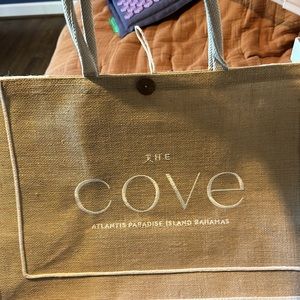 THE
cove
ATLANTIS PARADISE ISLAND BAHAMAS